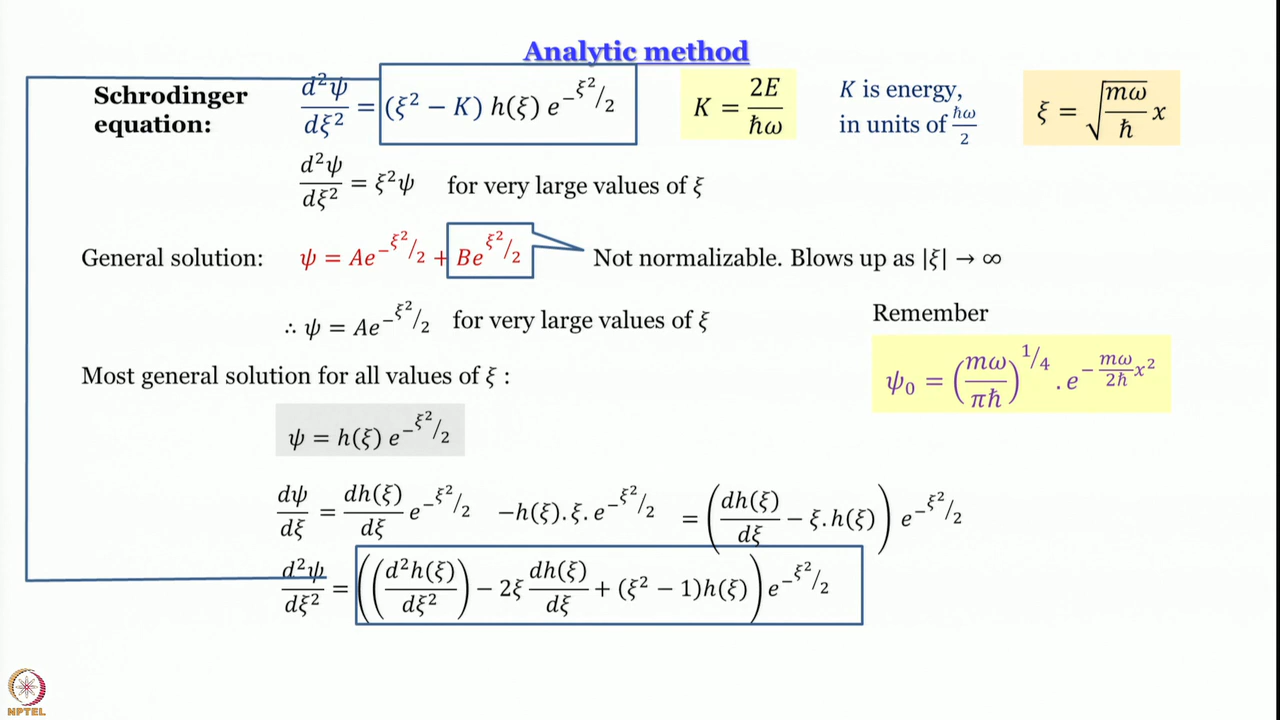 Analytic method
Schrodinger equation: d²ψ/dξ² = (ξ² − K) h(ξ) e^(−ξ²/2) K = 2E/ℏω K is energy, in units of ℏω/2 ξ = √(mω/ℏ) x
d²ψ/dξ² = ξ²ψ for very large values of ξ
General solution: ψ = Ae^(−ξ²/2) + Be^(ξ²/2) Not normalizable. Blows up as |ξ| → ∞
∴ ψ = Ae^(−ξ²/2) for very large values of ξ
Remember
ψ₀ = (mω/πℏ)^(1/4) . e^(−(mω/2ℏ)x²)
Most general solution for all values of ξ :
ψ = h(ξ) e^(−ξ²/2)
dψ/dξ = dh(ξ)/dξ e^(−ξ²/2) −h(ξ).ξ.e^(−ξ²/2) = (dh(ξ)/dξ − ξ.h(ξ)) e^(−ξ²/2)
d²ψ/dξ² = ((d²h(ξ)/dξ²) − 2ξ dh(ξ)/dξ + (ξ² − 1)h(ξ)) e^(−ξ²/2)
NPTEL